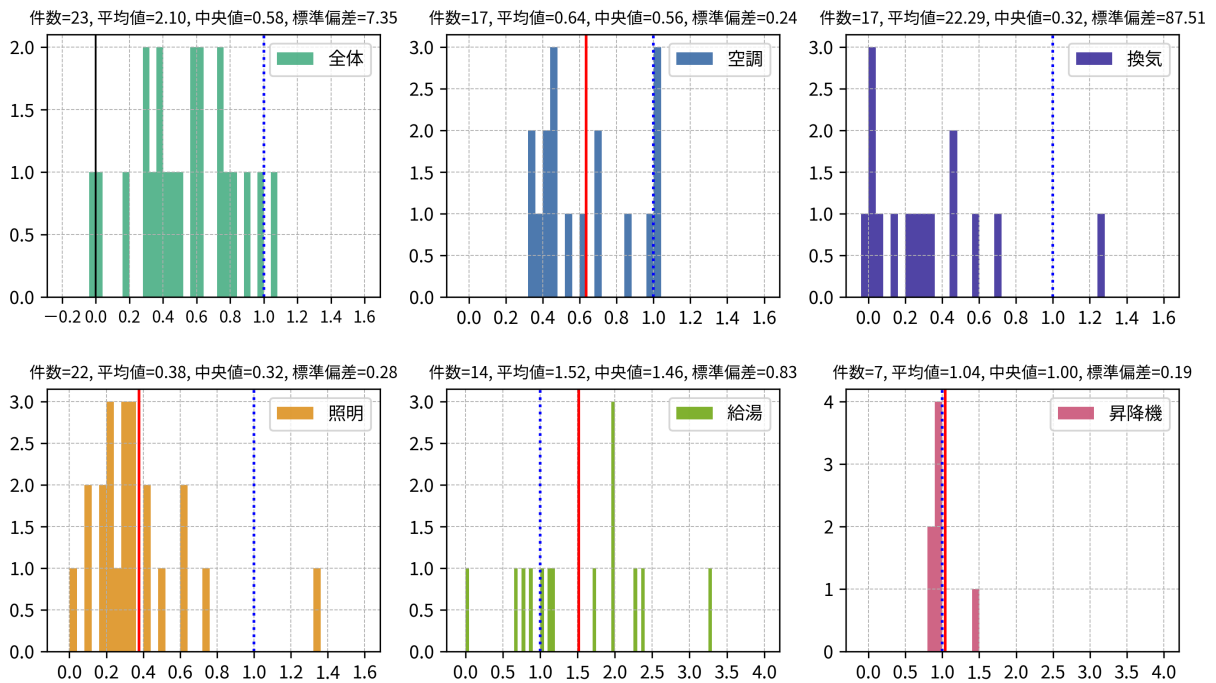 件数=23, 平均値=2.10, 中央値=0.58, 標準偏差=7.35
全体
2.0
1.5
1.0
0.5
0.0
−0.2 0.0 0.2 0.4 0.6 0.8 1.0 1.2 1.4 1.6
件数=17, 平均値=0.64, 中央値=0.56, 標準偏差=0.24
空調
3.0
2.5
2.0
1.5
1.0
0.5
0.0
0.0 0.2 0.4 0.6 0.8 1.0 1.2 1.4 1.6
件数=17, 平均値=22.29, 中央値=0.32, 標準偏差=87.51
換気
3.0
2.5
2.0
1.5
1.0
0.5
0.0
0.0 0.2 0.4 0.6 0.8 1.0 1.2 1.4 1.6
件数=22, 平均値=0.38, 中央値=0.32, 標準偏差=0.28
照明
3.0
2.5
2.0
1.5
1.0
0.5
0.0
0.0 0.2 0.4 0.6 0.8 1.0 1.2 1.4 1.6
件数=14, 平均値=1.52, 中央値=1.46, 標準偏差=0.83
給湯
3.0
2.5
2.0
1.5
1.0
0.5
0.0
0.0 0.5 1.0 1.5 2.0 2.5 3.0 3.5 4.0
件数=7, 平均値=1.04, 中央値=1.00, 標準偏差=0.19
昇降機
4
3
2
1
0
0.0 0.5 1.0 1.5 2.0 2.5 3.0 3.5 4.0